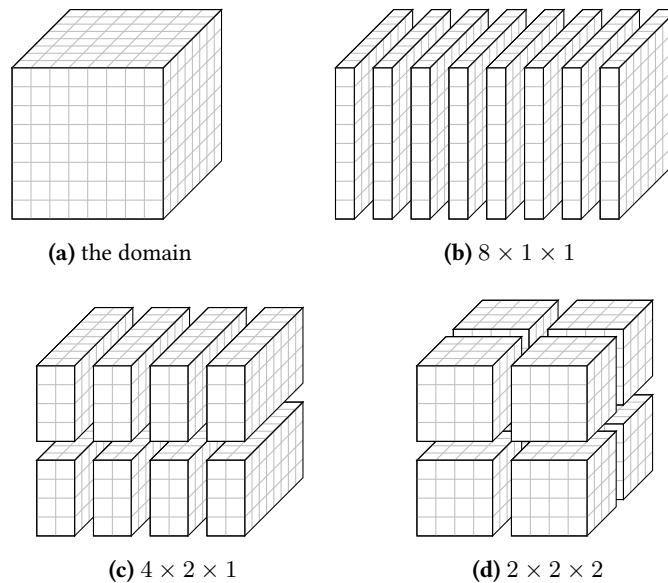 (a) the domain
(b) 8 × 1 × 1
(c) 4 × 2 × 1
(d) 2 × 2 × 2